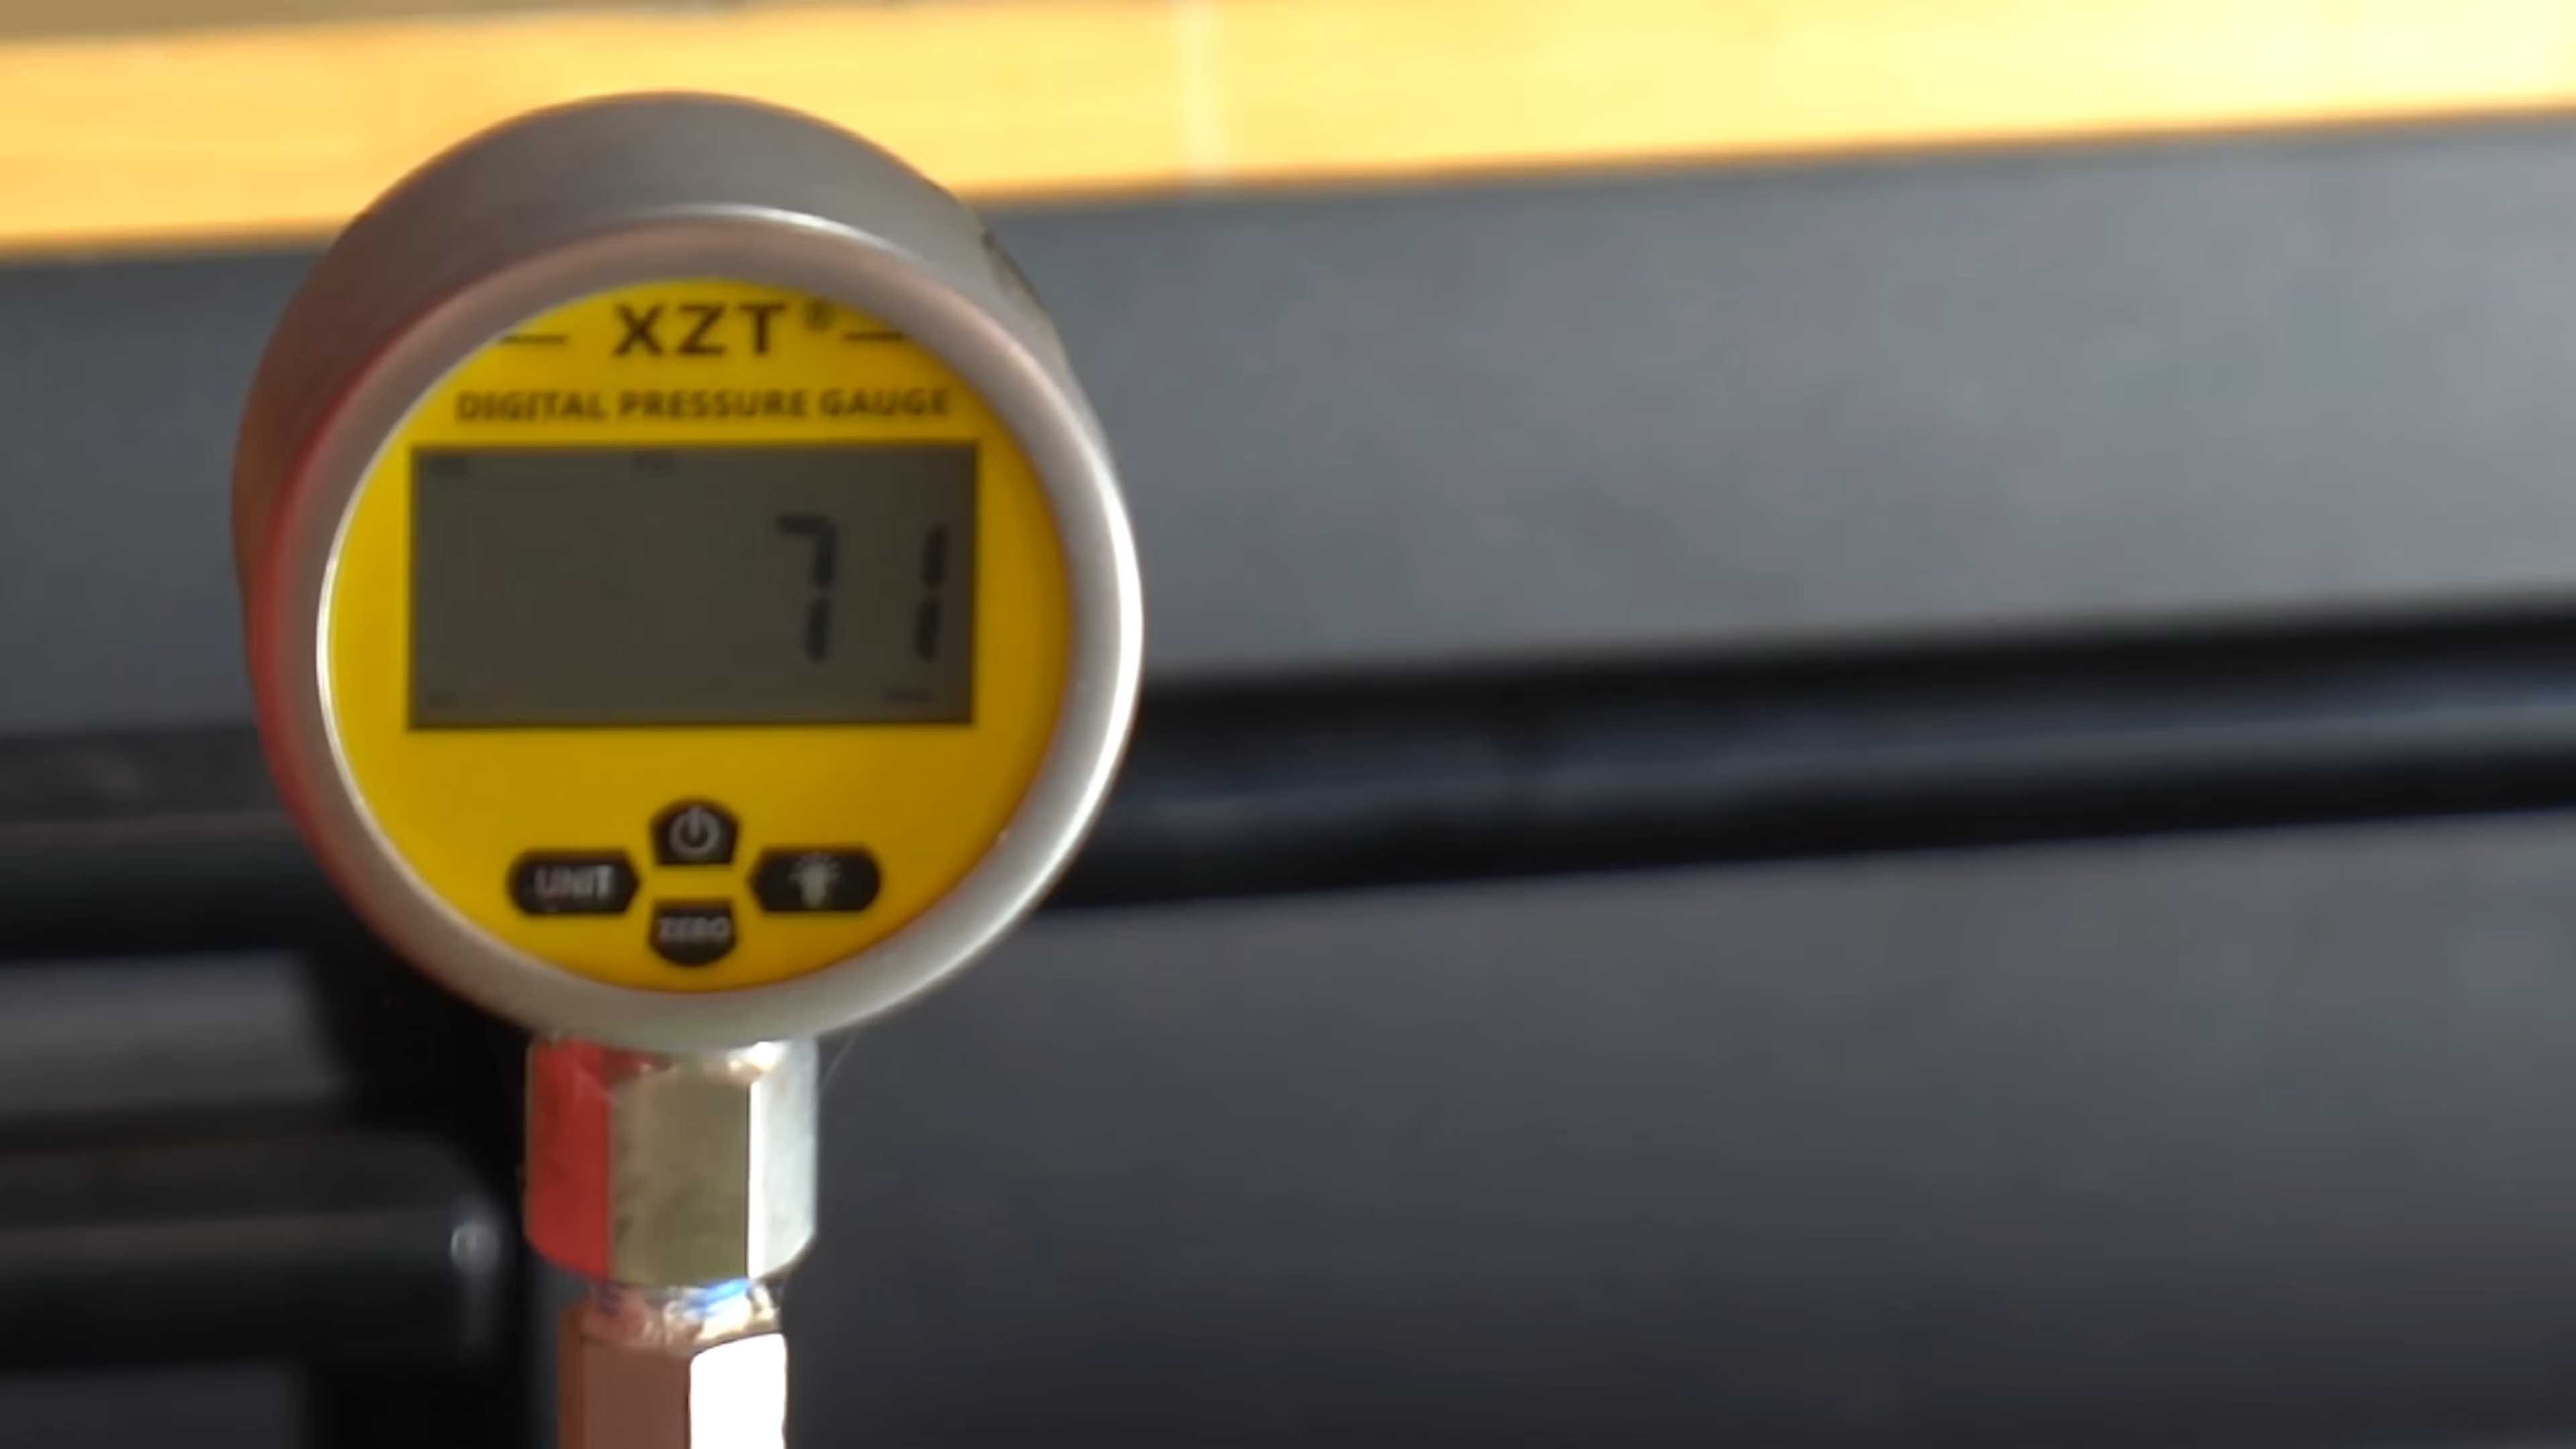 XZT®
DIGITAL PRESSURE GAUGE
71
UNIT
ZERO